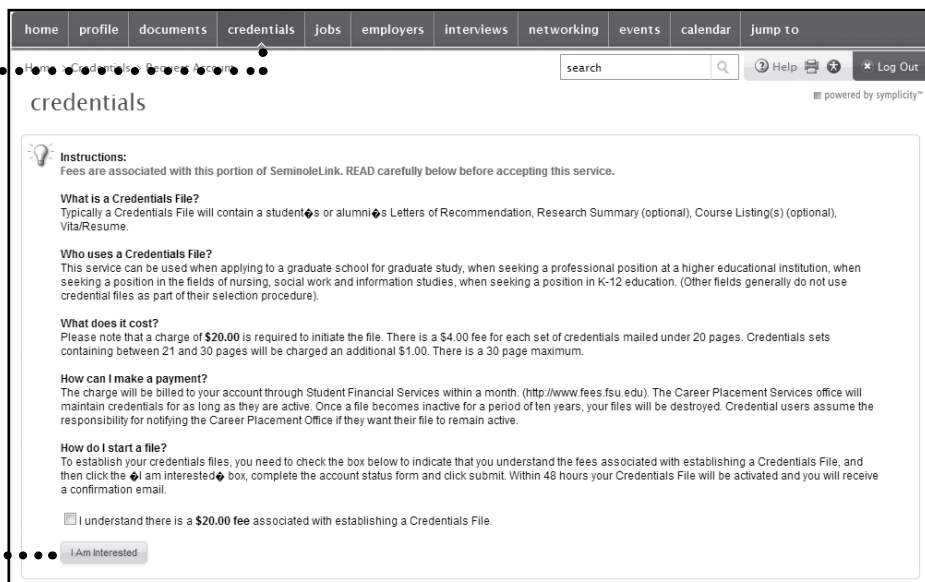 home profile documents credentials jobs employers interviews networking events calendar jump to
Home > Credentials > Request Account
search
Help
Log Out
credentials
powered by symplicity™
Instructions:
Fees are associated with this portion of SeminoleLink. READ carefully below before accepting this service.
What is a Credentials File?
Typically a Credentials File will contain a student�s or alumni�s Letters of Recommendation, Research Summary (optional), Course Listing(s) (optional),
Vita/Resume.
Who uses a Credentials File?
This service can be used when applying to a graduate school for graduate study, when seeking a professional position at a higher educational institution, when
seeking a position in the fields of nursing, social work and information studies, when seeking a position in K-12 education. (Other fields generally do not use
credential files as part of their selection procedure).
What does it cost?
Please note that a charge of $20.00 is required to initiate the file. There is a $4.00 fee for each set of credentials mailed under 20 pages. Credentials sets
containing between 21 and 30 pages will be charged an additional $1.00. There is a 30 page maximum.
How can I make a payment?
The charge will be billed to your account through Student Financial Services within a month. (http://www.fees.fsu.edu). The Career Placement Services office will
maintain credentials for as long as they are active. Once a file becomes inactive for a period of ten years, your files will be destroyed. Credential users assume the
responsibility for notifying the Career Placement Office if they want their file to remain active.
How do I start a file?
To establish your credentials files, you need to check the box below to indicate that you understand the fees associated with establishing a Credentials File, and
then click the �I am interested� box, complete the account status form and click submit. Within 48 hours your Credentials File will be activated and you will receive
a confirmation email.
I understand there is a $20.00 fee associated with establishing a Credentials File.
I Am Interested